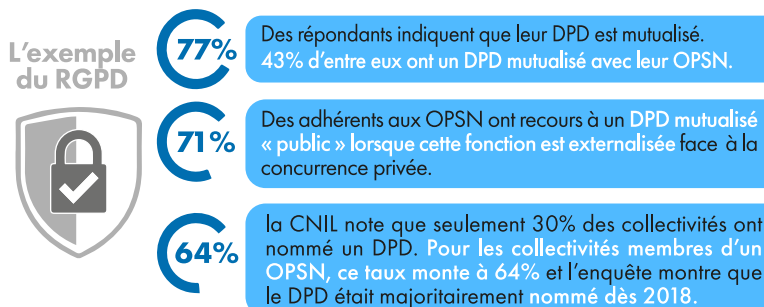 L'exemple
du RGPD
77%
Des répondants indiquent que leur DPD est mutualisé.
43% d'entre eux ont un DPD mutualisé avec leur OPSN.
71%
Des adhérents aux OPSN ont recours à un DPD mutualisé
« public » lorsque cette fonction est externalisée face à la
concurrence privée.
64%
la CNIL note que seulement 30% des collectivités ont
nommé un DPD. Pour les collectivités membres d'un
OPSN, ce taux monte à 64% et l'enquête montre que
le DPD était majoritairement nommé dès 2018.